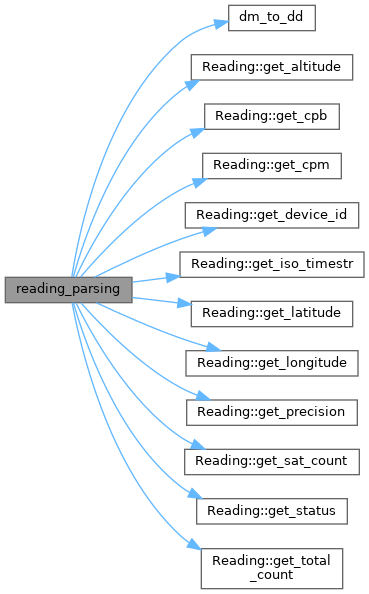 dm_to_dd
Reading::get_altitude
Reading::get_cpb
Reading::get_cpm
Reading::get_device_id
Reading::get_iso_timestr
reading_parsing
Reading::get_latitude
Reading::get_longitude
Reading::get_precision
Reading::get_sat_count
Reading::get_status
Reading::get_total
_count